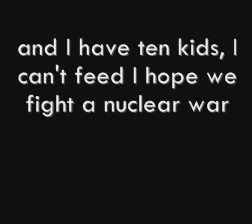 and I have ten kids, I
can't feed I hope we
fight a nuclear war